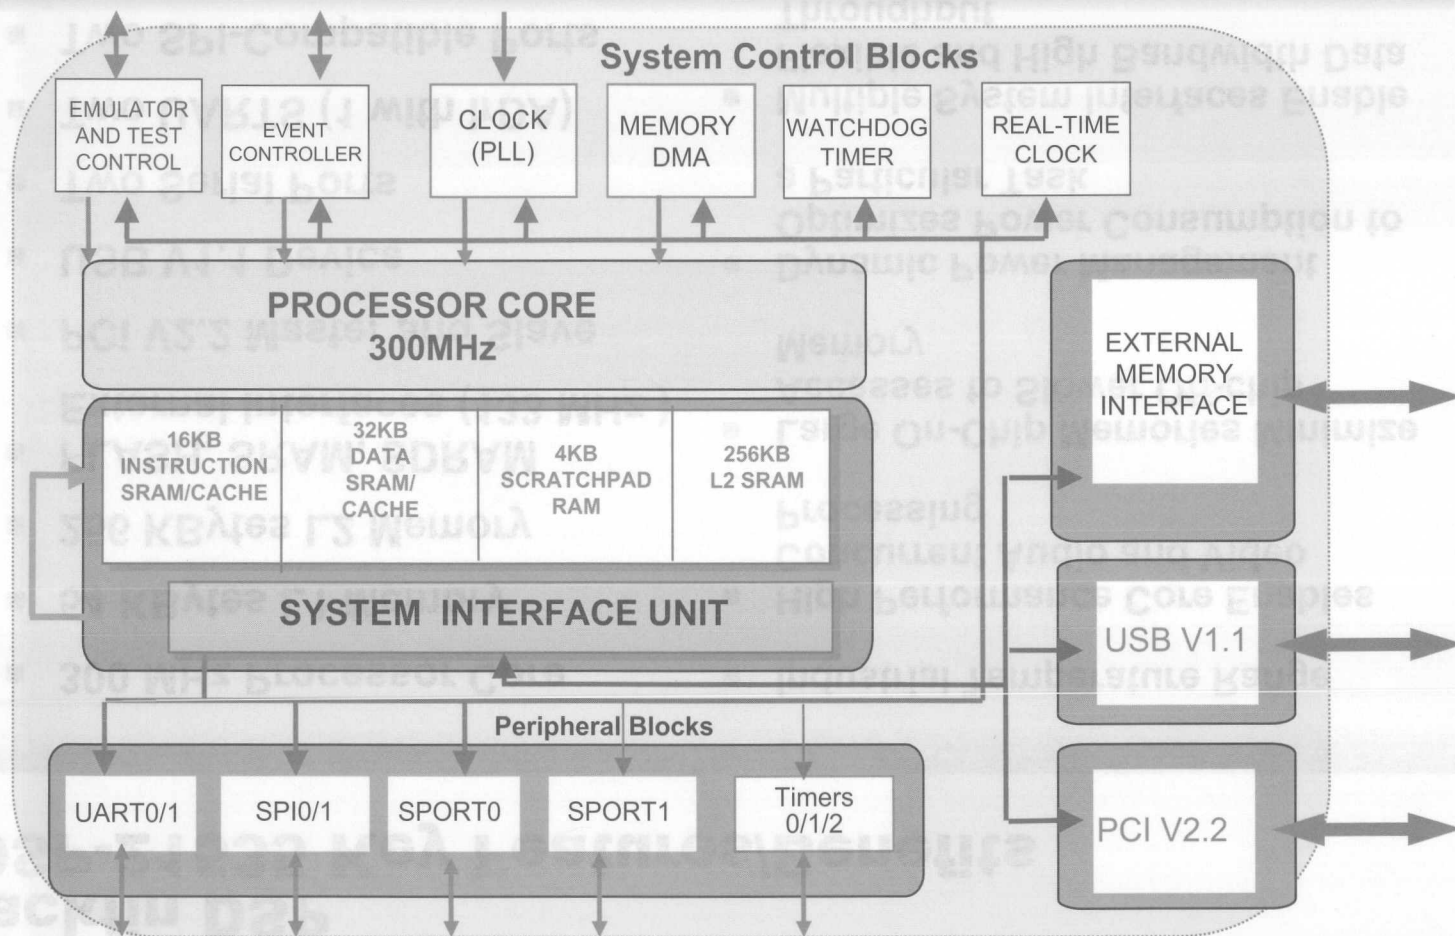 System Control Blocks
EMULATOR
AND TEST
CONTROL
EVENT
CONTROLLER
CLOCK
(PLL)
MEMORY
DMA
WATCHDOG
TIMER
REAL-TIME
CLOCK
PROCESSOR CORE
300MHz
EXTERNAL
MEMORY
INTERFACE
16KB
INSTRUCTION
SRAM/CACHE
32KB
DATA
SRAM/
CACHE
4KB
SCRATCHPAD
RAM
256KB
L2 SRAM
SYSTEM INTERFACE UNIT
USB V1.1
Peripheral Blocks
UART0/1
SPI0/1
SPORT0
SPORT1
Timers
0/1/2
PCI V2.2